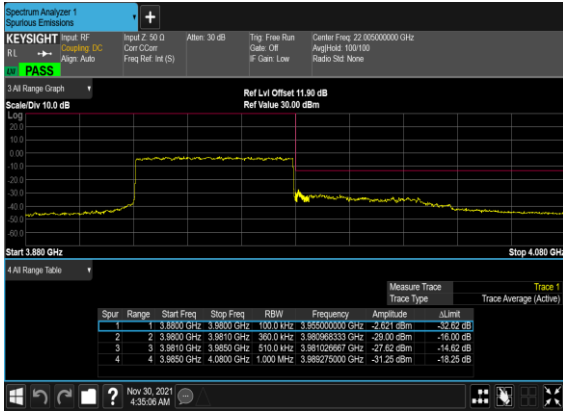 Spectrum Analyzer 1
Spurious Emissions
+
KEYSIGHT Input: RF Input Z: 50 Ω Atten: 30 dB Trig: Free Run Center Freq: 22.005000000 GHz
RL Coupling: DC Corr CCorr Gate: Off Avg|Hold: 100/100
Align: Auto Freq Ref: Int (S) IF Gain: Low Radio Std: None
PASS
3 All Range Graph
Ref Lvl Offset 11.90 dB
Scale/Div 10.0 dB Ref Value 30.00 dBm
Log
20.0
10.0
0.00
-10.0
-20.0
-30.0
-40.0
-50.0
-60.0
Start 3.880 GHz Stop 4.080 GHz
4 All Range Table
Measure Trace Trace 1
Trace Type Trace Average (Active)
Spur Range Start Freq Stop Freq RBW Frequency Amplitude ΔLimit
1 1 3.8800 GHz 3.9800 GHz 100.0 kHz 3.955000000 GHz -2.621 dBm -32.62 dB
2 2 3.9800 GHz 3.9810 GHz 360.0 kHz 3.980968333 GHz -29.00 dBm -16.00 dB
3 3 3.9810 GHz 3.9850 GHz 510.0 kHz 3.981026667 GHz -27.62 dBm -14.62 dB
4 4 3.9850 GHz 4.0800 GHz 1.000 MHz 3.989275000 GHz -31.25 dBm -18.25 dB
? Nov 30, 2021
4:35:06 AM